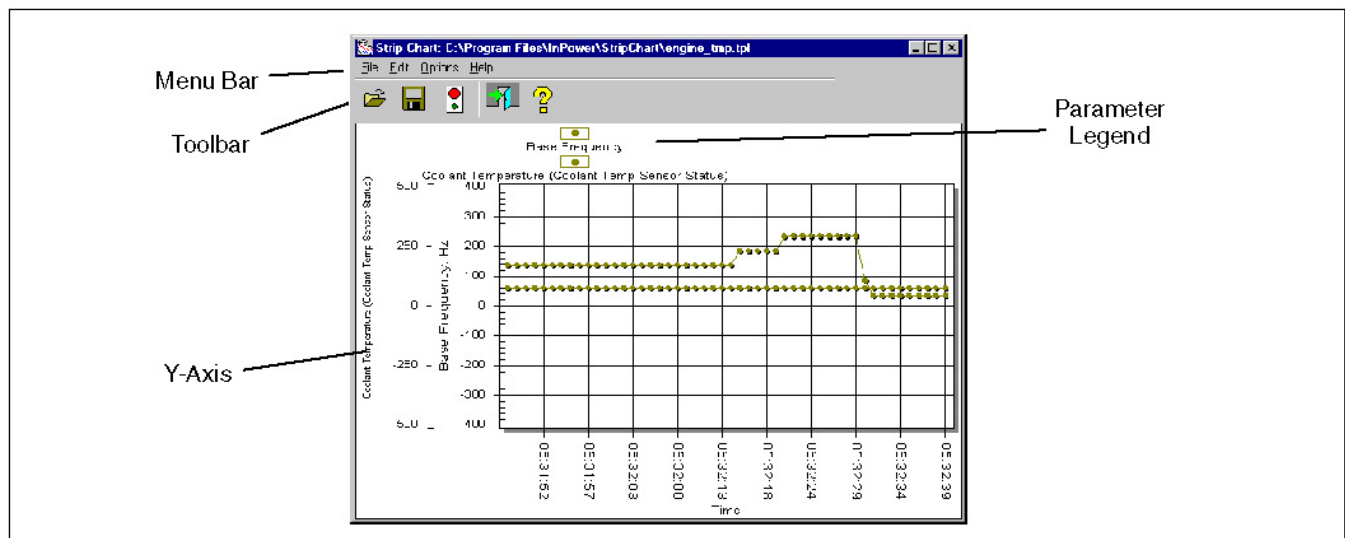 Strip Chart: C:\Program Files\InPower\StripChart\engine_tmp.tpl
File Edit Options Help
Menu Bar
Toolbar
Parameter
Legend
Base Frequency
Coolant Temperature (Coolant Temp Sensor Status)
Y-Axis
Coolant Temperature (Coolant Temp Sensor Status)
500
250
0
-250
500
Base Frequency, Hz
400
300
200
100
0
-100
-200
-300
400
05:31:52
05:31:57
05:32:03
05:32:13
05:32:18
05:32:24
05:32:29
05:32:34
05:32:39
Time